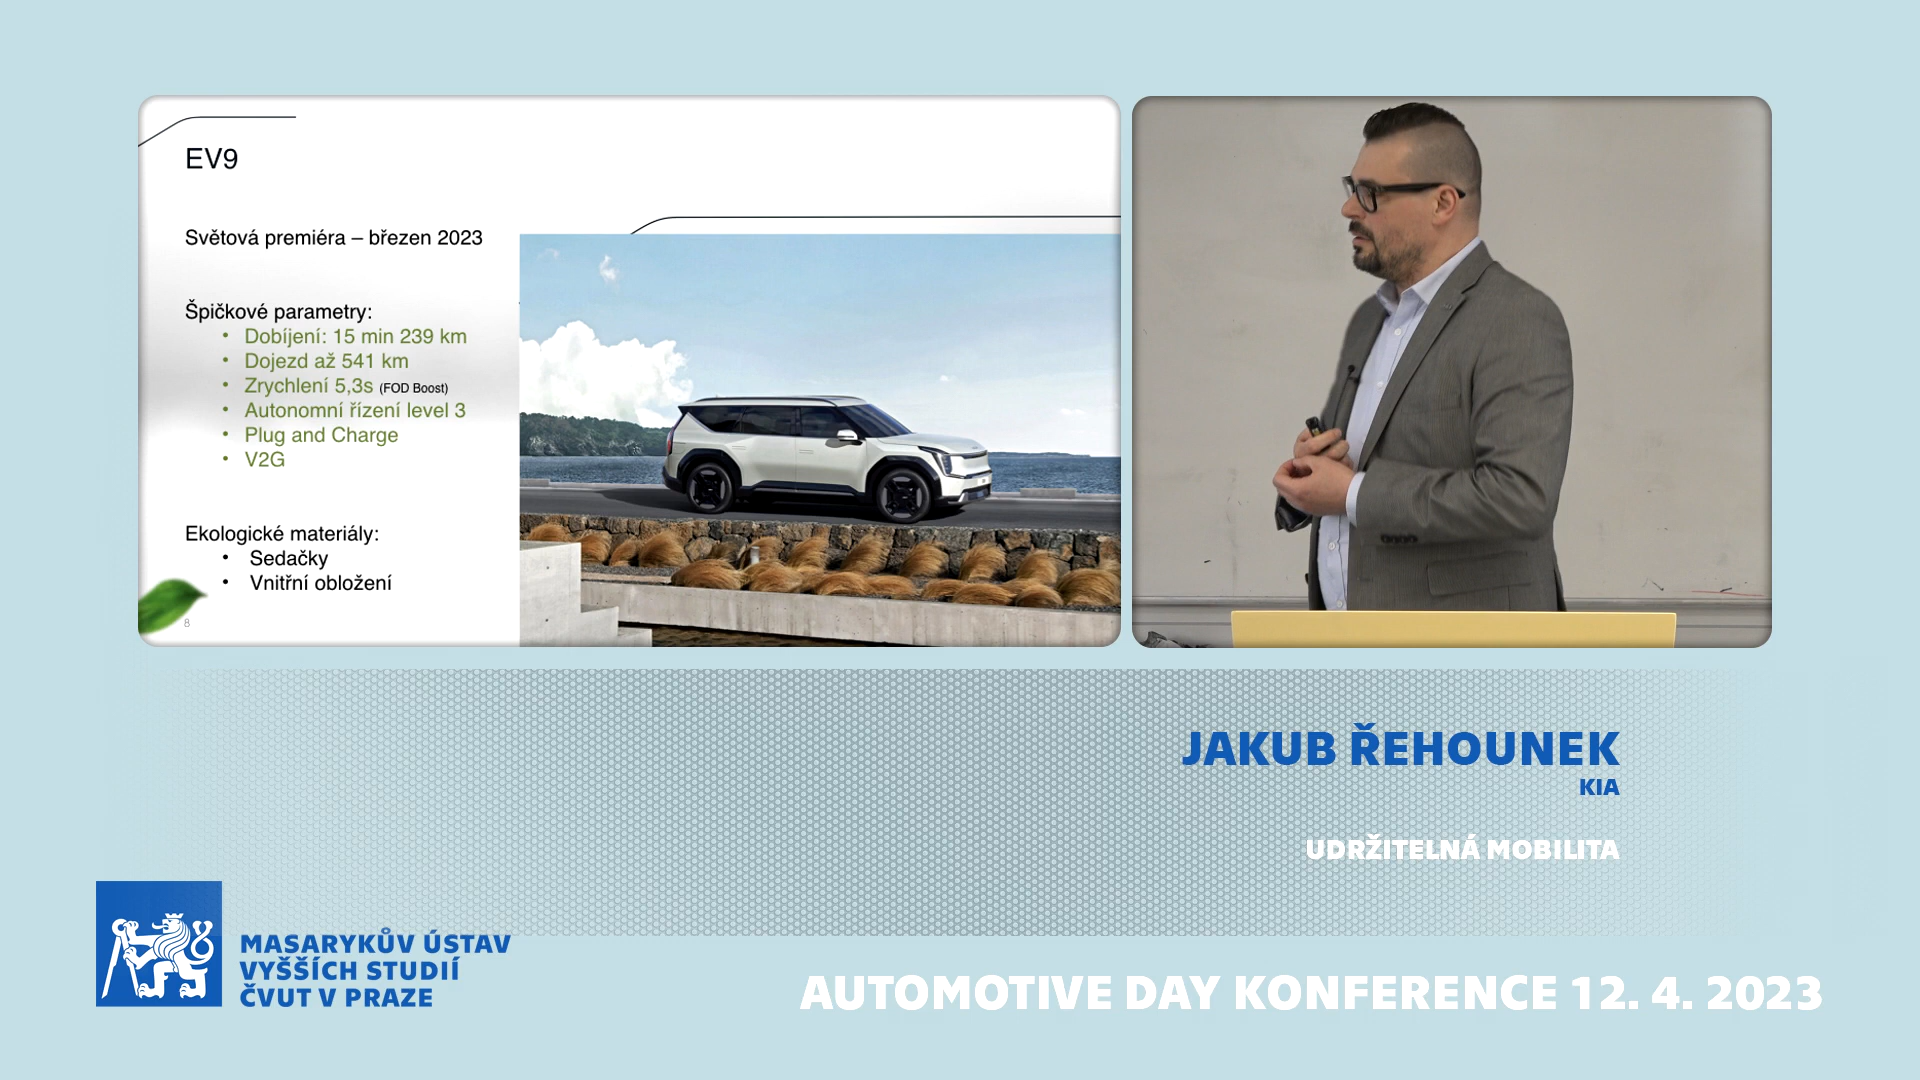 EV9
Světová premiéra – březen 2023
Špičkové parametry:
• Dobíjení: 15 min 239 km
• Dojezd až 541 km
• Zrychlení 5,3s (FOD Boost)
• Autonomní řízení level 3
• Plug and Charge
• V2G
Ekologické materiály:
• Sedačky
• Vnitřní obložení
8
JAKUB ŘEHOUNEK
KIA
UDRŽITELNÁ MOBILITA
MASARYKŮV ÚSTAV
VYŠŠÍCH STUDIÍ
ČVUT V PRAZE
AUTOMOTIVE DAY KONFERENCE 12. 4. 2023